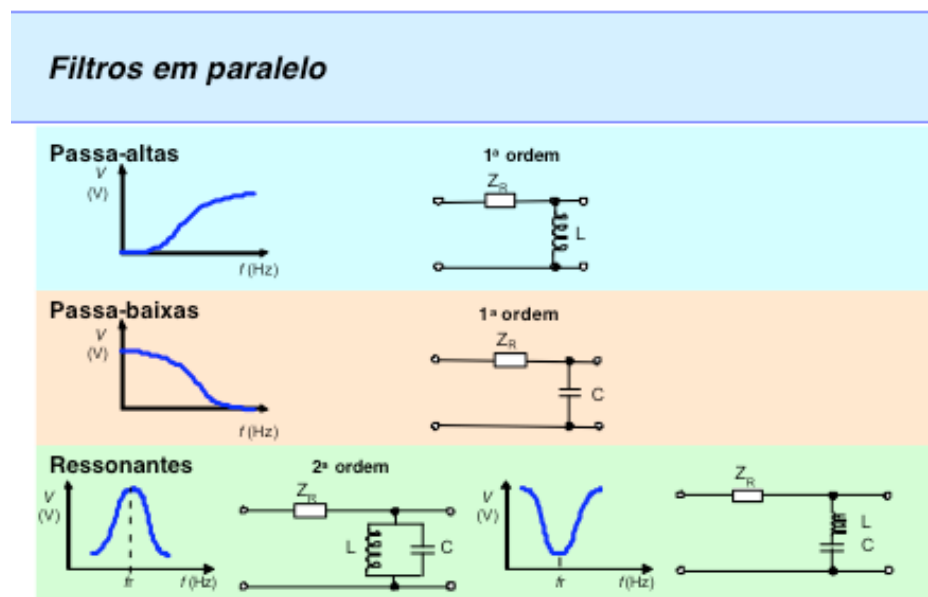 Filtros em paralelo
Passa-altas
1ª ordem
V
(V)
f (Hz)
Z_R
L
Passa-baixas
1ª ordem
V
(V)
f (Hz)
Z_R
C
Ressonantes
2ª ordem
V
(V)
fr
f (Hz)
Z_R
L
C
V
(V)
fr
f (Hz)
Z_R
L
C